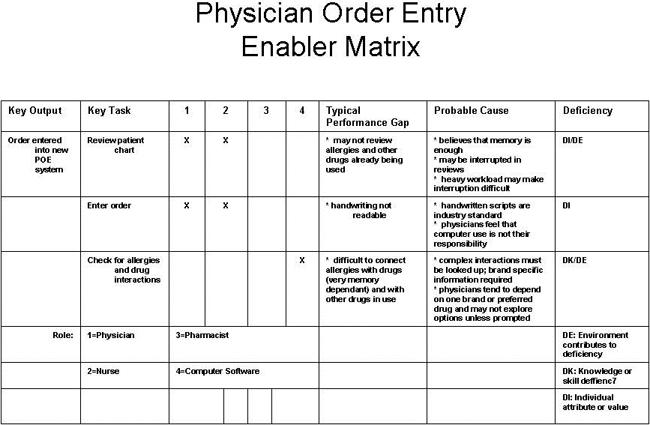 Physician Order Entry
Enabler Matrix
Key Output Key Task 1 2 3 4 Typical Performance Gap Probable Cause Deficiency
Order entered
into new
POE
system
Review patient
chart
X X
* may not review
allergies and other
drugs already being
used
* believes that memory is
enough
* may be interrupted in
reviews
* heavy workload may make
interruption difficult
DI/DE
Enter order
X X
* handwriting not
readable
* handwritten scripts are
industry standard
* physicians feel that
computer use is not their
responsibility
DI
Check for allergies
and drug
interactions
X
* difficult to connect
allergies with drugs
(very memory
dependant) and with
other drugs in use
* complex interactions must
be looked up; brand specific
information required
* physicians tend to depend
on one brand or preferred
drug and may not explore
options unless prompted
DK/DE
Role: 1=Physician 3=Pharmacist
DE: Environment
contributes to
deficiency
2=Nurse 4=Computer Software
DK: Knowledge or
skill deffienc?
DI: Individual
attribute or value